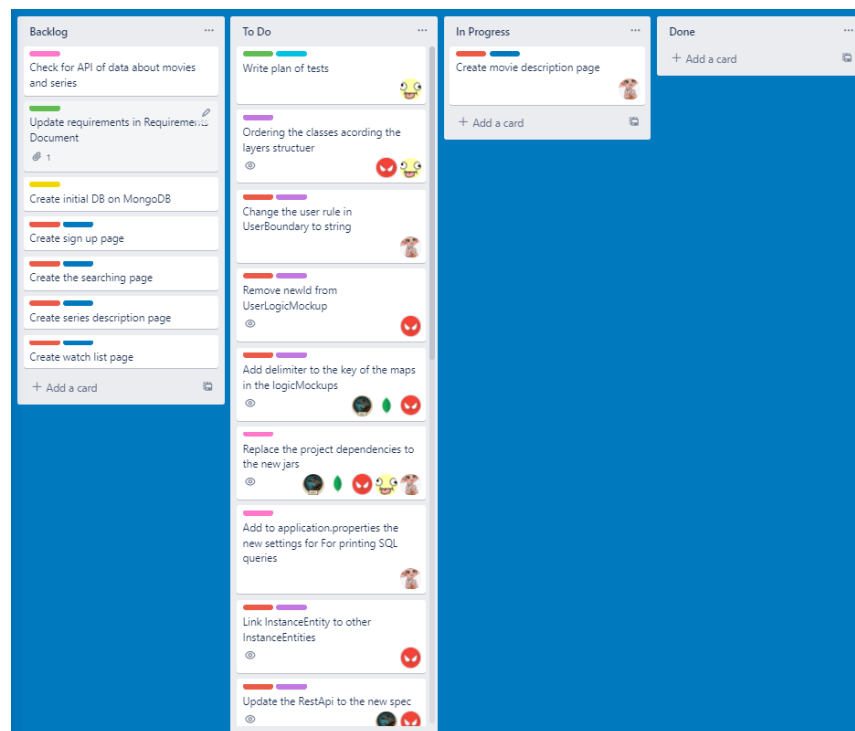 Backlog
Check for API of data about movies
and series
Update requirements in Requirements
Document
1
Create initial DB on MongoDB
Create sign up page
Create the searching page
Create series description page
Create watch list page
+ Add a card
To Do
Write plan of tests
Ordering the classes acording the
layers structuer
Change the user rule in
UserBoundary to string
Remove newId from
UserLogicMockup
Add delimiter to the key of the maps
in the logicMockups
Replace the project dependencies to
the new jars
Add to application.properties the
new settings for For printing SQL
queries
Link InstanceEntity to other
InstanceEntities
Update the RestApi to the new spec
In Progress
Create movie description page
+ Add a card
Done
+ Add a card